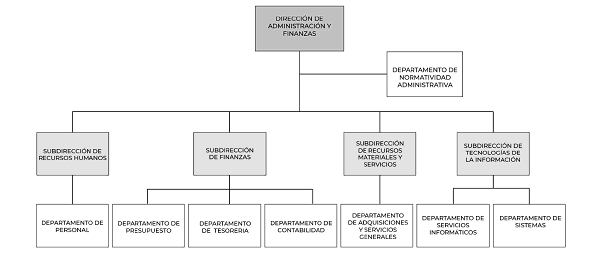 DIRECCIÓN DE
ADMINISTRACIÓN Y
FINANZAS
DEPARTAMENTO DE
NORMATIVIDAD
ADMINISTRATIVA
SUBDIRECCIÓN DE
RECURSOS HUMANOS
SUBDIRECCIÓN
DE FINANZAS
SUBDIRECCIÓN
DE RECURSOS
MATERIALES Y
SERVICIOS
SUBDIRECCIÓN DE
TECNOLOGÍAS DE
LA INFORMACIÓN
DEPARTAMENTO DE
PERSONAL
DEPARTAMENTO DE
PRESUPUESTO
DEPARTAMENTO DE
TESORERIA
DEPARTAMENTO
DE CONTABILIDAD
DEPARTAMENTO
DE ADQUISICIONES
Y SERVICIOS
GENERALES
DEPARTAMENTO DE
SERVICIOS
INFORMÁTICOS
DEPARTAMENTO DE
SISTEMAS